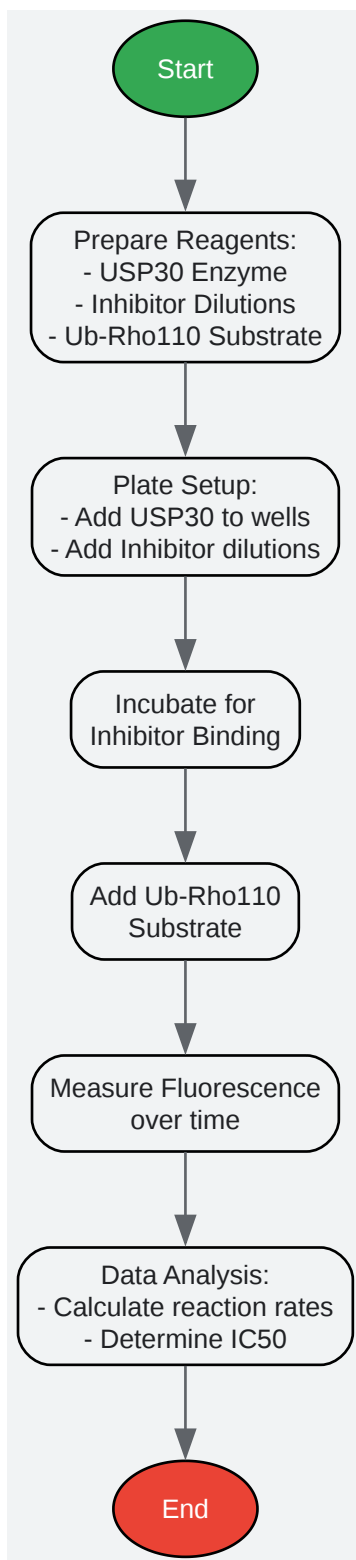 Start
Prepare Reagents:
- USP30 Enzyme
- Inhibitor Dilutions
- Ub-Rho110 Substrate
Plate Setup:
- Add USP30 to wells
- Add Inhibitor dilutions
Incubate for
Inhibitor Binding
Add Ub-Rho110
Substrate
Measure Fluorescence
over time
Data Analysis:
- Calculate reaction rates
- Determine IC50
End